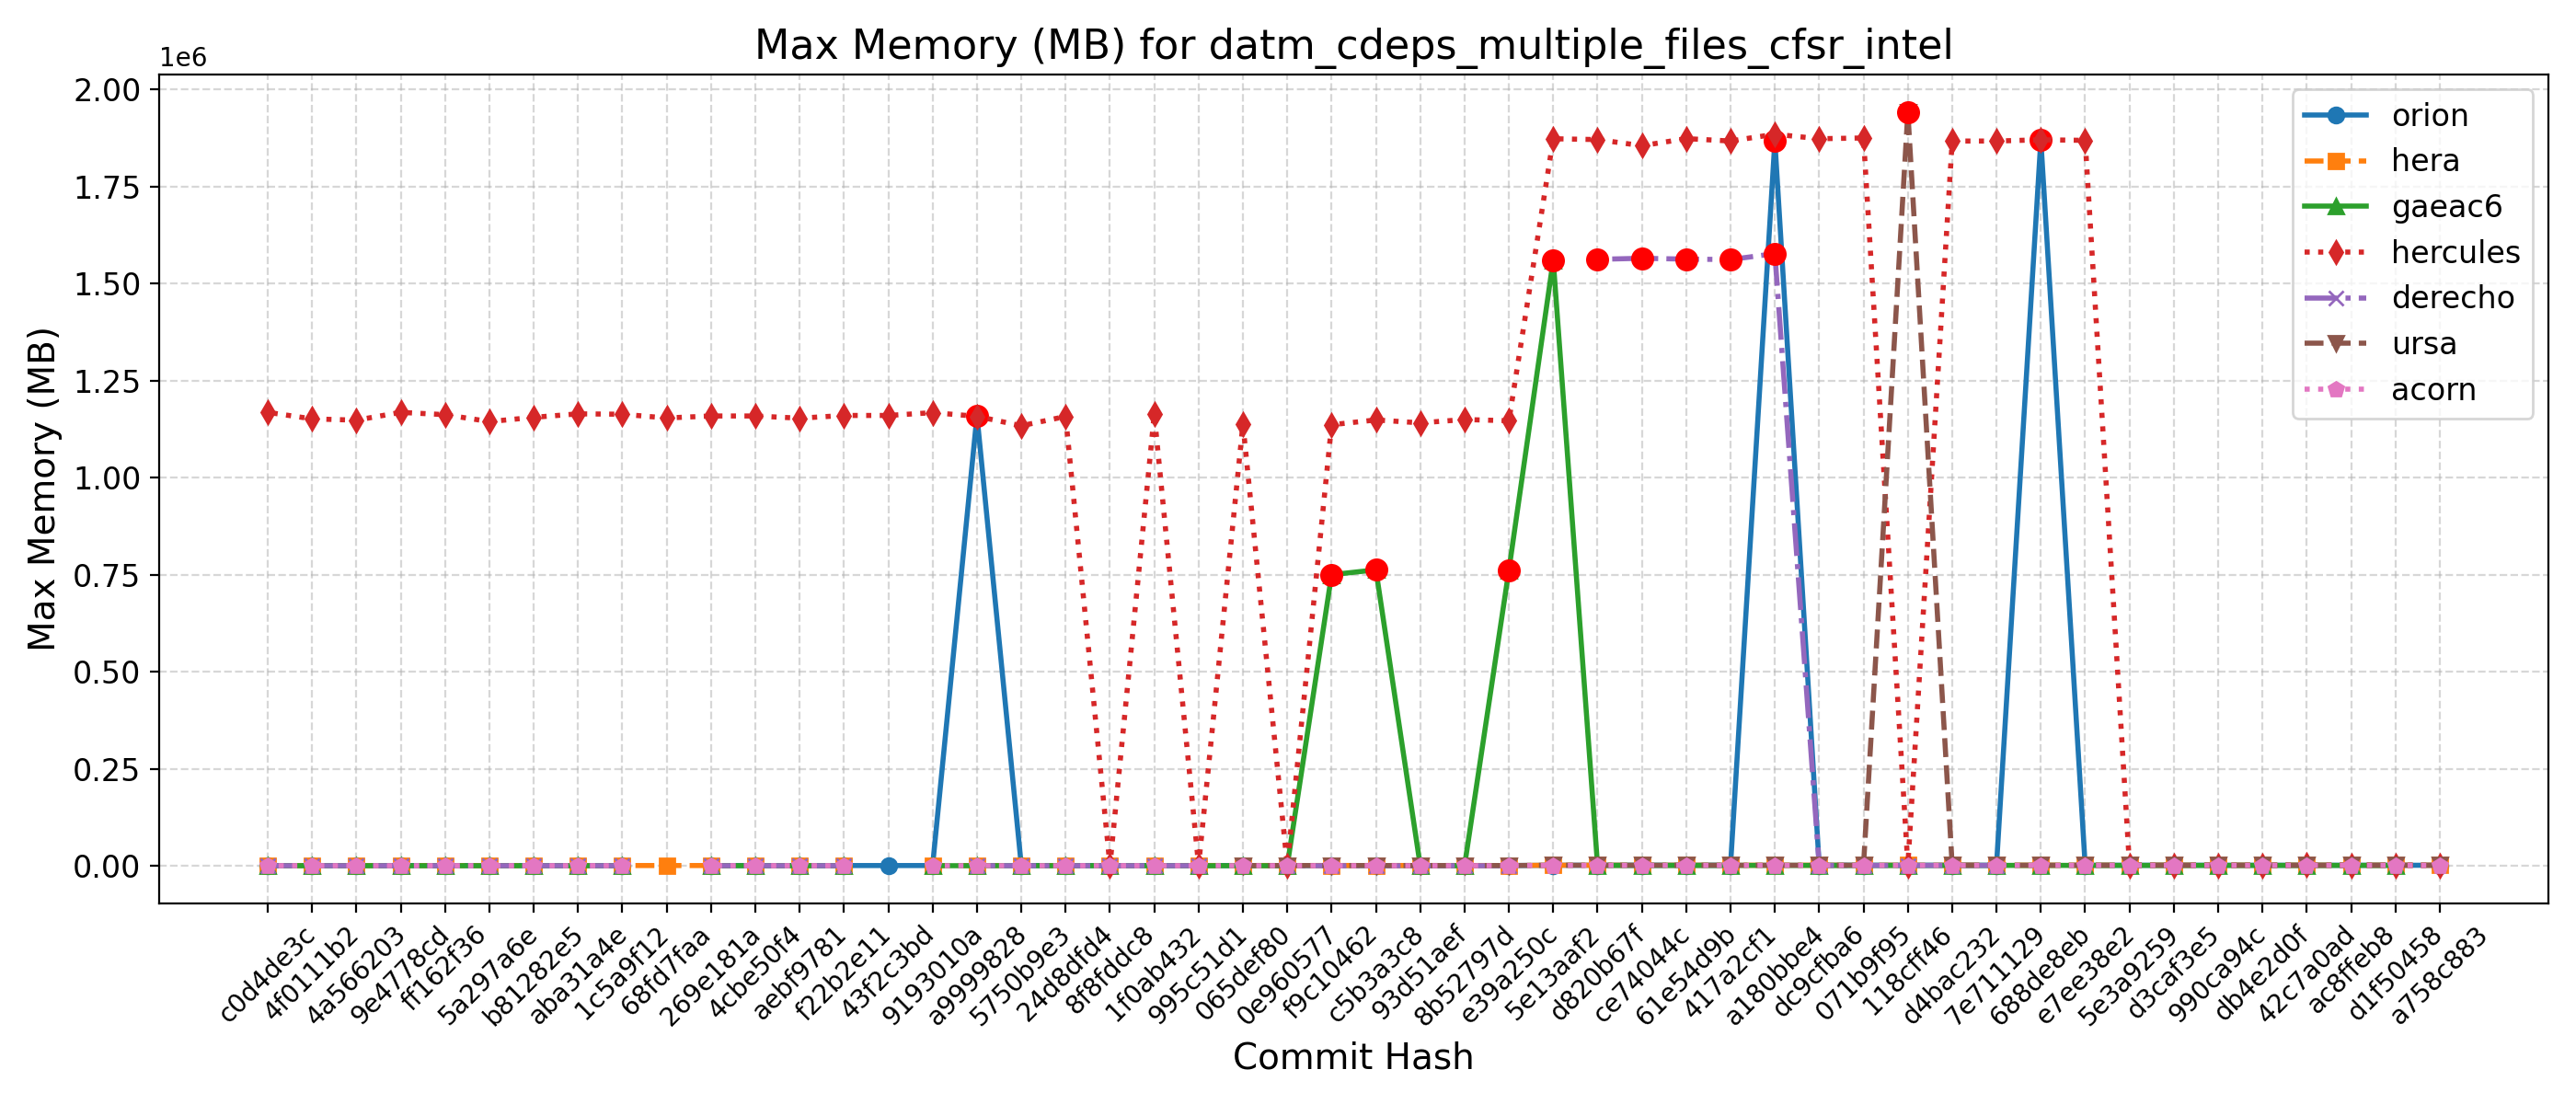 Max Memory (MB) for datm_cdeps_multiple_files_cfsr_intel
1e6
2.00
1.75
1.50
1.25
1.00
0.75
0.50
0.25
0.00
Max Memory (MB)
orion
hera
gaeac6
hercules
derecho
ursa
acorn
c0d4de3c
4f0111b2
4a566203
9e4778cd
ff162f36
5a297a6e
b81282e5
aba31a4e
1c5a9f12
68fd7faa
269e181a
4cbe50f4
aebf9781
f22b2e11
43f2c3bd
9193010a
a9999828
5750b9e3
24d8dfd4
8f8fddc8
1f0ab432
995c51d1
065def80
0e960577
f9c10462
c5b3a3c8
93d51aef
8b52797d
e39a250c
5e13aaf2
d820b67f
ce74044c
61e54d9b
417a2cf1
a180bbe4
dc9cfba6
071b9f95
118cff46
d4bac232
7e711129
688de8eb
e7ee38e2
5e3a9259
d3caf3e5
990ca94c
db4e2d0f
42c7a0ad
ac8ffeb8
d1f50458
a758c883
Commit Hash